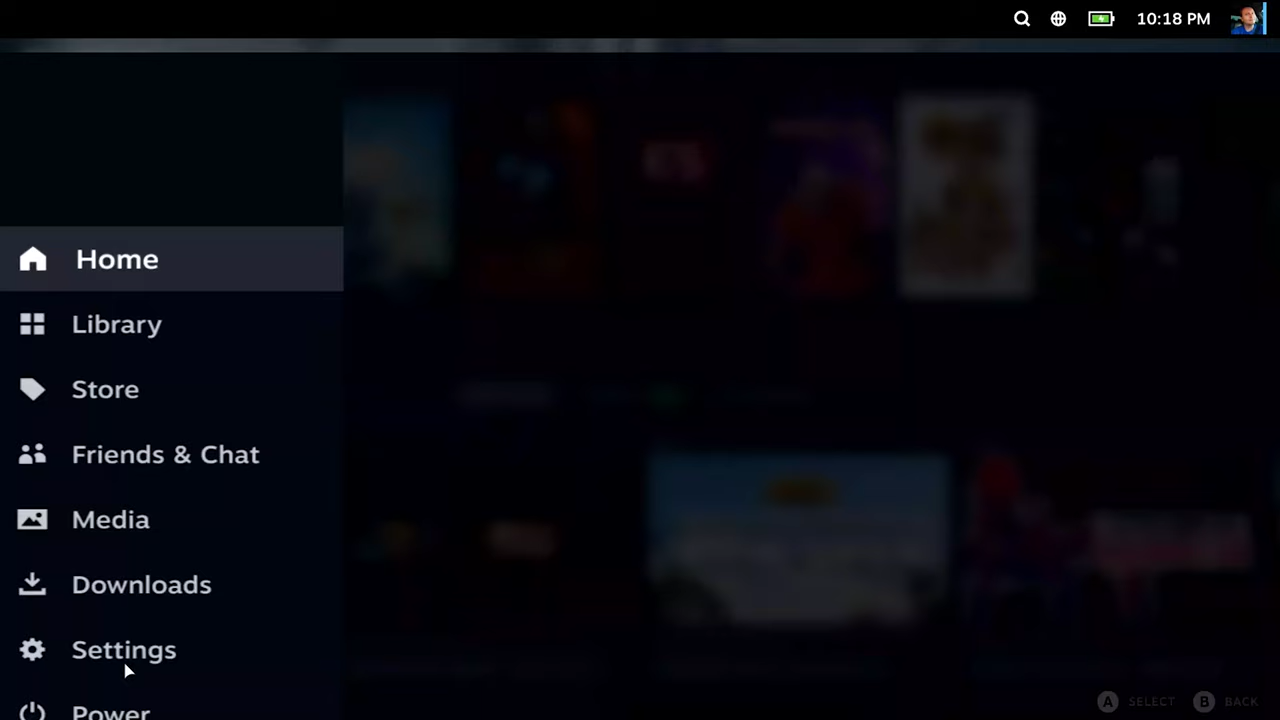 10:18 PM
Home
Library
Store
Friends & Chat
Media
Downloads
Settings
Power
A SELECT B BACK